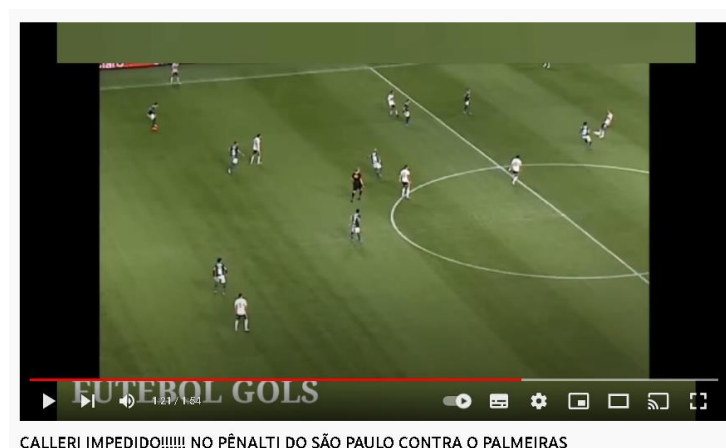 FUTEBOL GOLS
1:21 / 1:54
CALLERI IMPEDIDO!!!!!! NO PÊNALTI DO SÃO PAULO CONTRA O PALMEIRAS